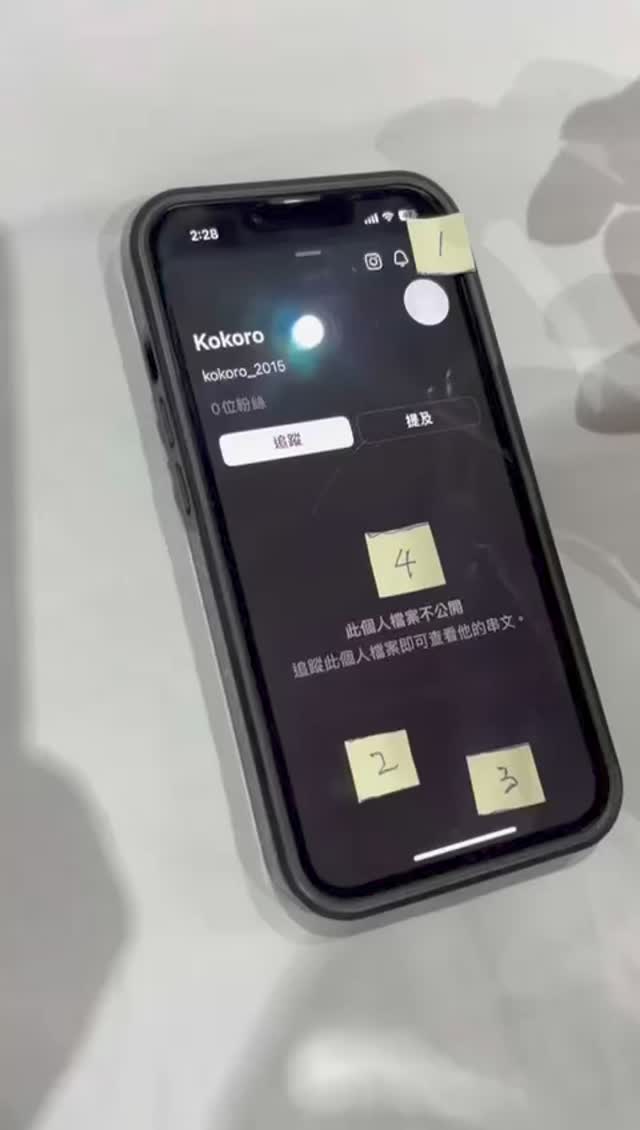 2:28
1
Kokoro
kokoro_2015
0位粉絲
追蹤
提及
4
此個人檔案不公開
追蹤此個人檔案即可查看他的串文。
2
3